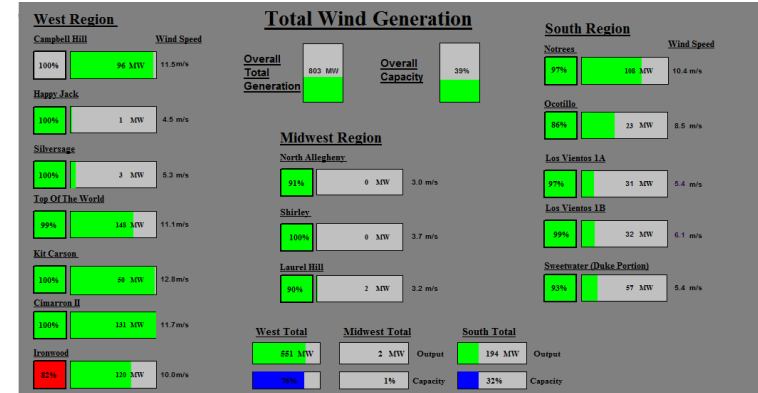 Total Wind Generation
West Region
Campbell Hill Wind Speed
100% 96 MW 11.5m/s
Happy Jack
100% 1 MW 4.5 m/s
Silversage
100% 3 MW 5.3 m/s
Top Of The World
99% 148 MW 11.1m/s
Kit Carson
100% 50 MW 12.8m/s
Cimarron II
100% 131 MW 11.7m/s
Ironwood
82% 120 MW 10.0m/s
Overall
Total
Generation
803 MW
Overall
Capacity
39%
Midwest Region
North Allegheny
91% 0 MW 3.0 m/s
Shirley
100% 0 MW 3.7 m/s
Laurel Hill
90% 2 MW 3.2 m/s
South Region
Notrees Wind Speed
97% 108 MW 10.4 m/s
Ocotillo
86% 23 MW 8.5 m/s
Los Vientos 1A
97% 31 MW 5.4 m/s
Los Vientos 1B
99% 32 MW 6.1 m/s
Sweetwater (Duke Portion)
93% 57 MW 5.4 m/s
West Total Midwest Total South Total
551 MW 2 MW Output 194 MW Output
1% Capacity 32% Capacity